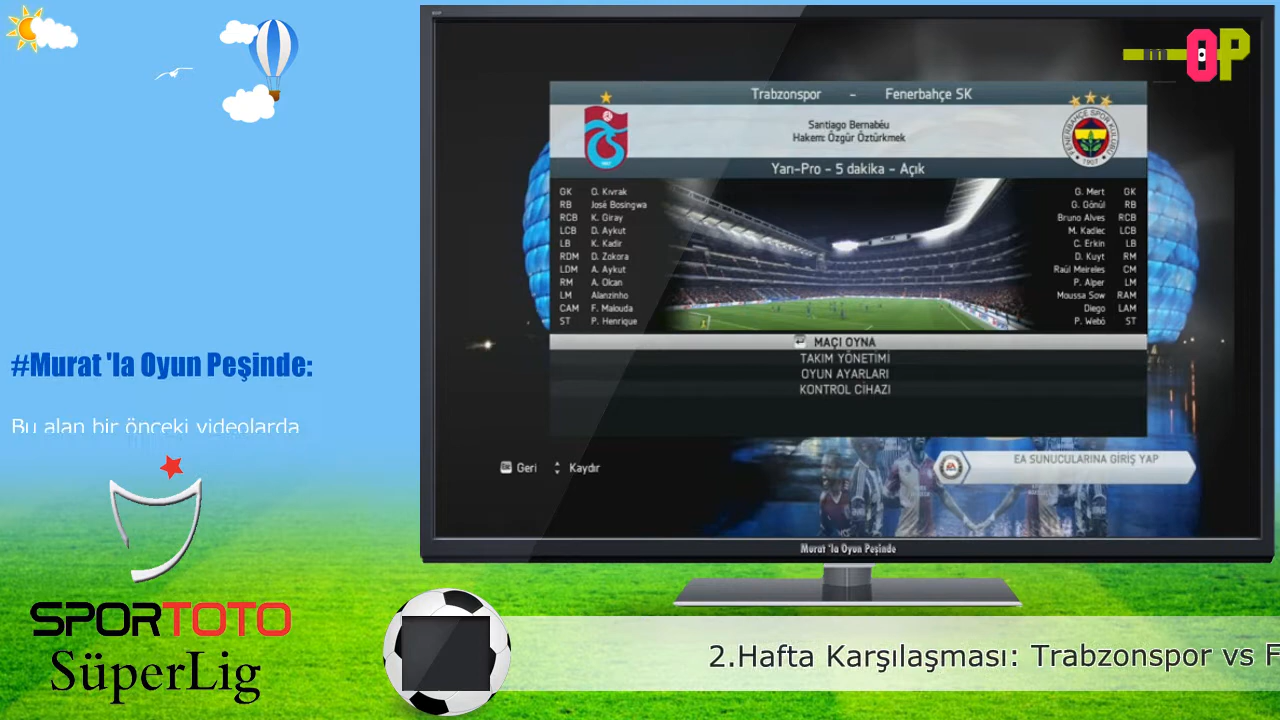 OP
Trabzonspor - Fenerbahçe SK
Santiago Bernabéu
Hakem: Özgür Öztürkmek
FENERBAHÇE SPOR KULÜBÜ
1907
Yarı-Pro - 5 dakika - Açık
GK O. Kıvrak
RB José Bosingwa
RCB K. Giray
LCB D. Aykut
LB K. Kadir
RDM D. Zokora
LDM A. Aykut
RM A. Olcan
LM Alanzinho
CAM F. Malouda
ST P. Henrique
G. Mert GK
G. Gönül RB
Bruno Alves RCB
M. Kadlec LCB
C. Erkin LB
D. Kuyt RM
Raúl Meireles CM
P. Alper LM
Moussa Sow RAM
Diego LAM
P. Webó ST
MAÇI OYNA
TAKIM YÖNETİMİ
OYUN AYARLARI
KONTROL CİHAZI
Geri Kaydır
EA SUNUCULARINA GİRİŞ YAP
Murat 'la Oyun Peşinde
#Murat 'la Oyun Peşinde:
Bu alan bir önceki videolarda
SPORTOTO
SüperLig
2.Hafta Karşılaşması: Trabzonspor vs F